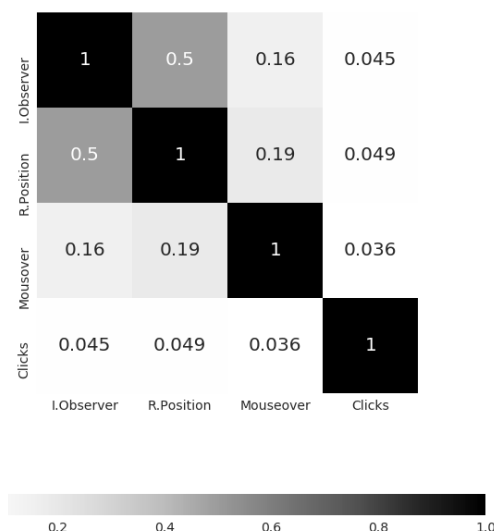 I.Observer 1 0.5 0.16 0.045
R.Position 0.5 1 0.19 0.049
Mousover 0.16 0.19 1 0.036
Clicks 0.045 0.049 0.036 1
I.Observer R.Position Mouseover Clicks
0.2 0.4 0.6 0.8 1.0